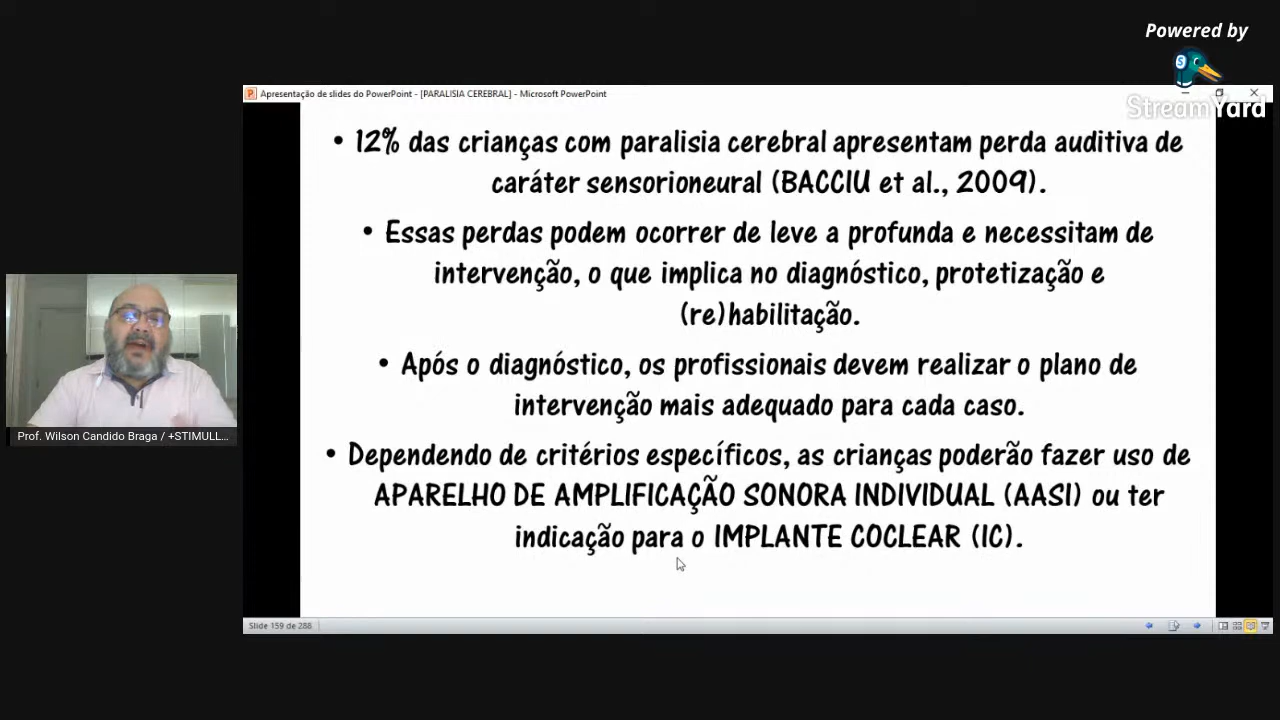 Powered by
StreamYard
Apresentação de slides do PowerPoint - [PARALISIA CEREBRAL] - Microsoft PowerPoint
• 12% das crianças com paralisia cerebral apresentam perda auditiva de
caráter sensorioneural (BACCIU et al., 2009).
• Essas perdas podem ocorrer de leve a profunda e necessitam de
intervenção, o que implica no diagnóstico, protetização e
(re)habilitação.
• Após o diagnóstico, os profissionais devem realizar o plano de
intervenção mais adequado para cada caso.
• Dependendo de critérios específicos, as crianças poderão fazer uso de
APARELHO DE AMPLIFICAÇÃO SONORA INDIVIDUAL (AASI) ou ter
indicação para o IMPLANTE COCLEAR (IC).
Prof. Wilson Candido Braga / +STIMULL...
Slide 159 de 288